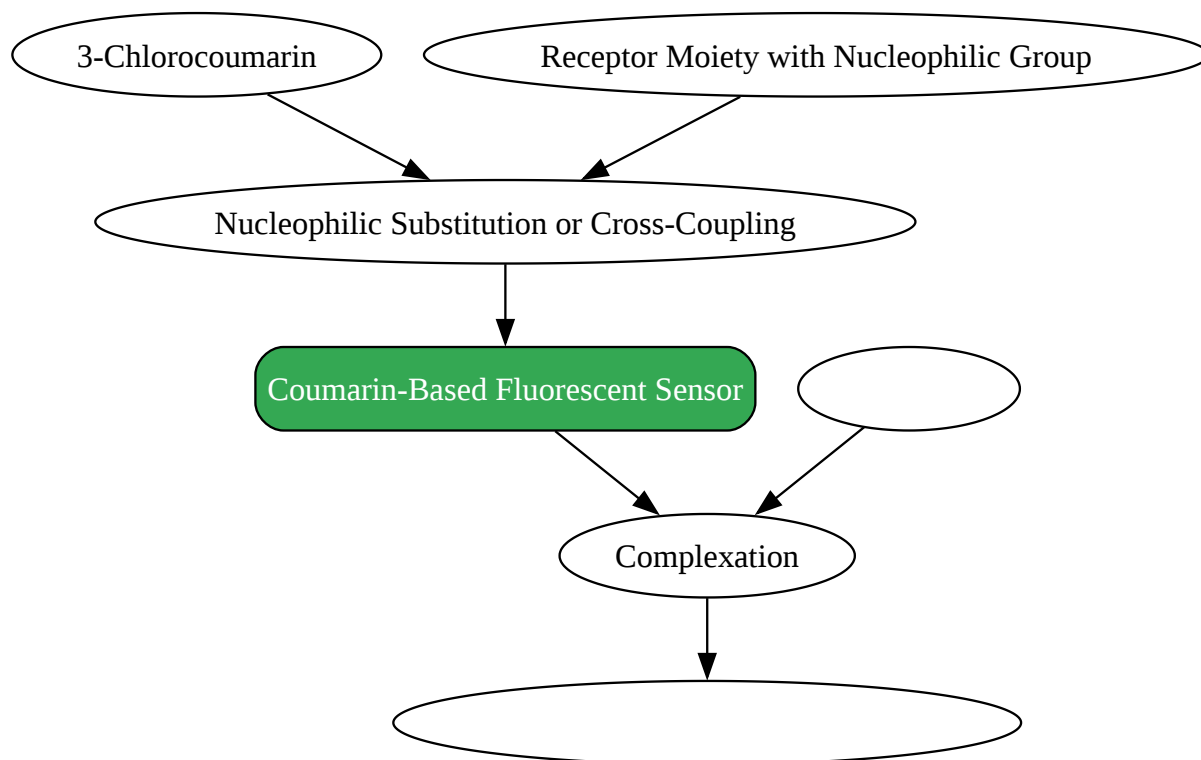 3-Chlorocoumarin
Receptor Moiety with Nucleophilic Group
Nucleophilic Substitution or Cross-Coupling
Coumarin-Based Fluorescent Sensor
Complexation